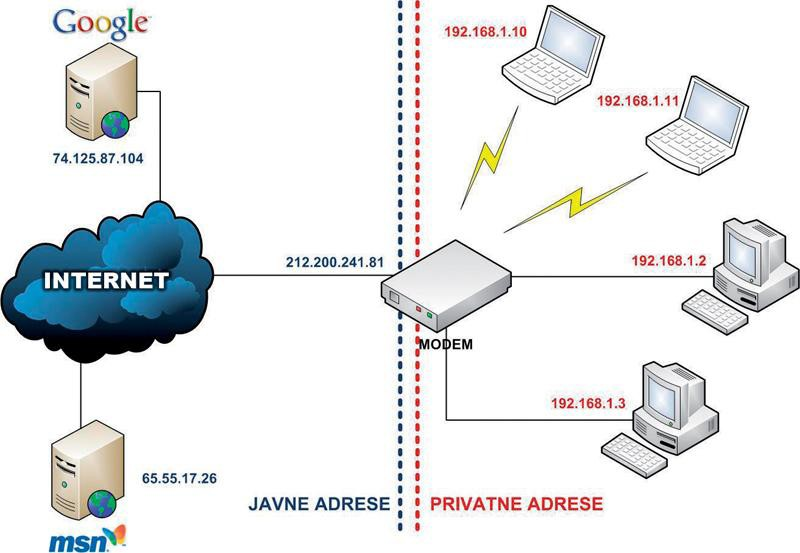 Google
74.125.87.104
INTERNET
65.55.17.26
msn
212.200.241.81
JAVNE ADRESE
PRIVATNE ADRESE
MODEM
192.168.1.10
192.168.1.11
192.168.1.2
192.168.1.3